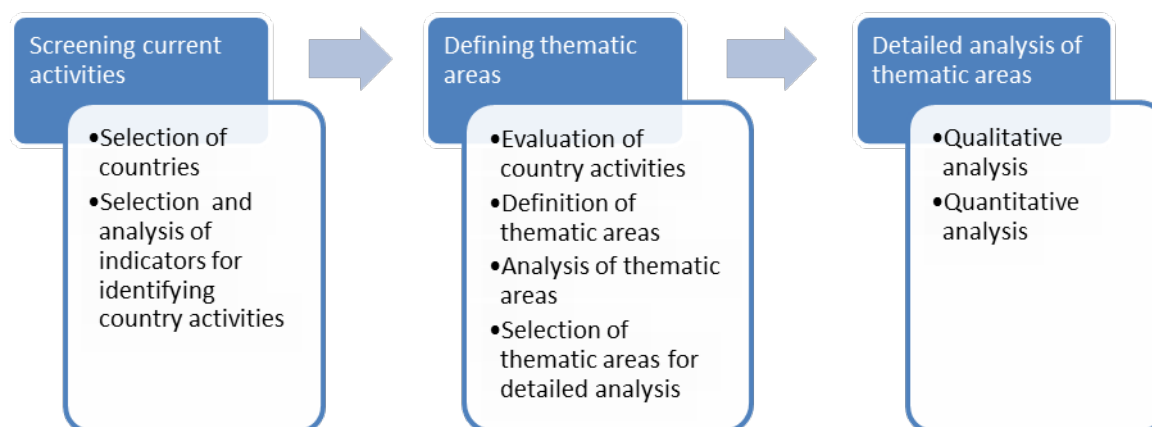 Screening current
activities
•Selection of
countries
•Selection and
analysis of
indicators for
identifying
country activities
Defining thematic
areas
•Evaluation of
country activities
•Definition of
thematic areas
•Analysis of thematic
areas
•Selection of
thematic areas for
detailed analysis
Detailed analysis of
thematic areas
•Qualitative
analysis
•Quantitative
analysis